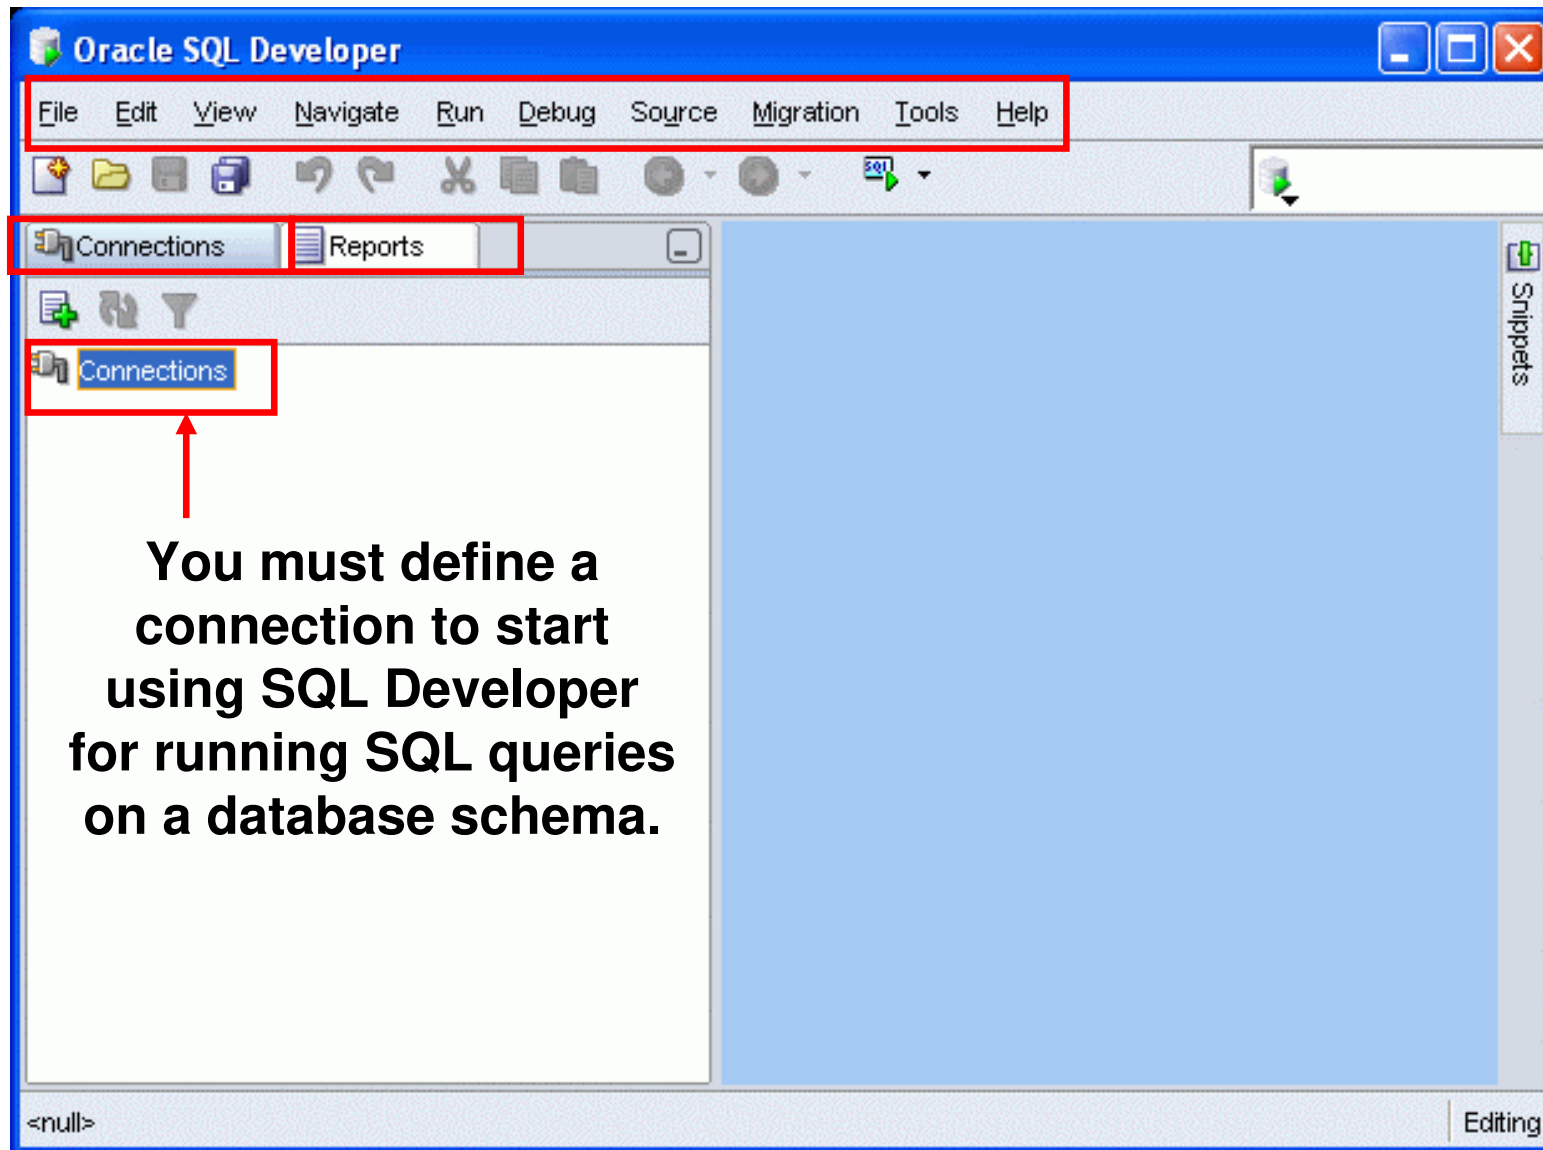 Oracle SQL Developer
File Edit View Navigate Run Debug Source Migration Tools Help
SQL
Connections Reports
Snippets
Connections
You must define a
connection to start
using SQL Developer
for running SQL queries
on a database schema.
<null> Editing